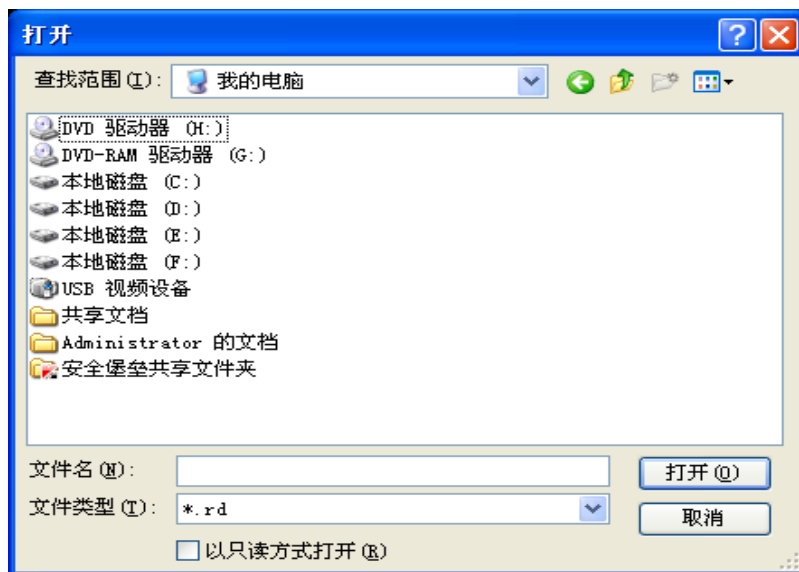 打开
查找范围(I): 我的电脑
DVD 驱动器 (H:)
DVD-RAM 驱动器 (G:)
本地磁盘 (C:)
本地磁盘 (D:)
本地磁盘 (E:)
本地磁盘 (F:)
USB 视频设备
共享文档
Administrator 的文档
安全堡垒共享文件夹
文件名(N): 打开(O)
文件类型(T): *.rd 取消
以只读方式打开(R)